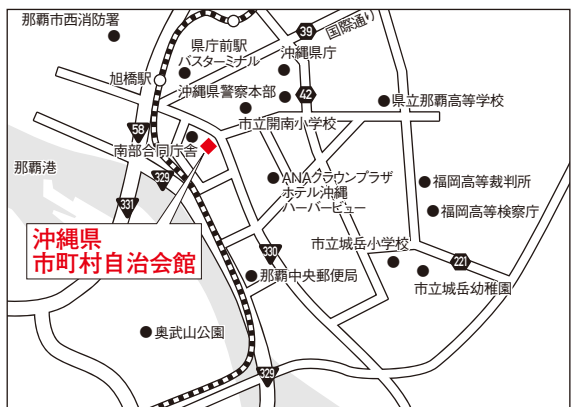 那覇市西消防署
39
国際通り
県庁前駅
バスターミナル
沖縄県庁
旭橋駅
沖縄県警察本部
42
県立那覇高等学校
58
市立開南小学校
南部合同庁舎
那覇港
329
ANAクラウンプラザ
ホテル沖縄
ハーバービュー
福岡高等裁判所
331
福岡高等検察庁
沖縄県
市町村自治会館
330
市立城岳小学校
221
那覇中央郵便局
市立城岳幼稚園
奥武山公園
329